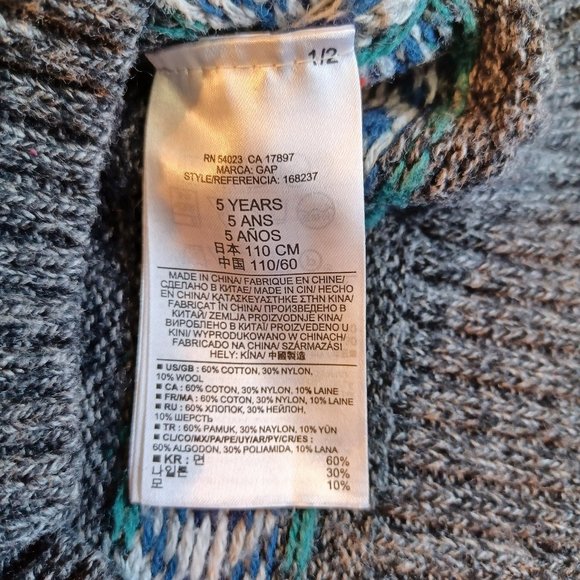 1/2
RN 54023 CA 17897
MARCA: GAP
STYLE/REFERENCIA: 168237
5 YEARS
5 ANS
5 AÑOS
日本 110 CM
中国 110/60
MADE IN CHINA/ FABRIQUE EN CHINE/
СДЕЛАНО В КИТАЕ/ MADE IN CIN/ HECHO
EN CHINA/ ΚΑΤΑΣΚΕΥΑΣΤΗΚΕ ΣΤΗΝ ΚΙΝΑ/
FABRICAT ÎN CHINA/ ПРОИЗВЕДЕНО В
КИТАЙ/ ZEMLJA PROIZVODNJE KINA/
ВИРОБЛЕНО В КИТАЇ/ PROIZVEDENO U
KINI/ WYPRODUKOWANO W CHINACH/
FABRICADO NA CHINA/ SZÁRMAZÁSI
HELY: KÍNA/ 中國製造
■ US/GB : 60% COTTON, 30% NYLON,
10% WOOL
■ CA : 60% COTON, 30% NYLON, 10% LAINE
■ FR/MA : 60% COTON, 30% NYLON, 10% LAINE
■ RU : 60% ХЛОПОК, 30% НЕЙЛОН,
10% ШЕРСТЬ
■ TR : 60% PAMUK, 30% NAYLON, 10% YÜN
■ CL/CO/MX/PA/PE/UY/AR/PY/CR/ES :
60% ALGODON, 30% POLIAMIDA, 10% LANA
■ KR : 면 60%
나일론 30%
모 10%